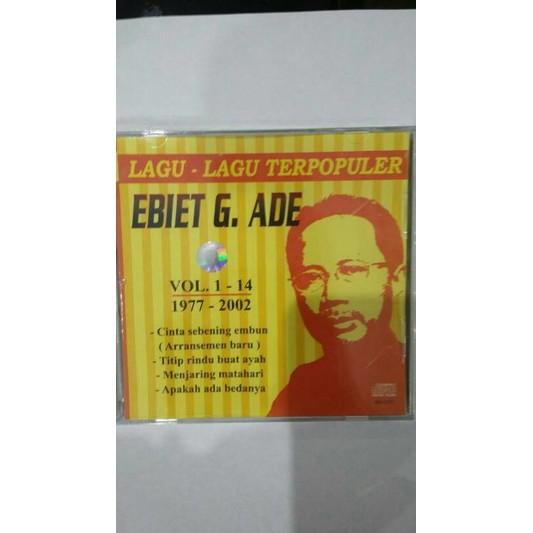 LAGU - LAGU TERPOPULER
EBIET G. ADE
VOL. 1 - 14
1977 - 2002
- Cinta sebening embun
( Arransemen baru )
- Titip rindu buat ayah
- Menjaring matahari
- Apakah ada bedanya